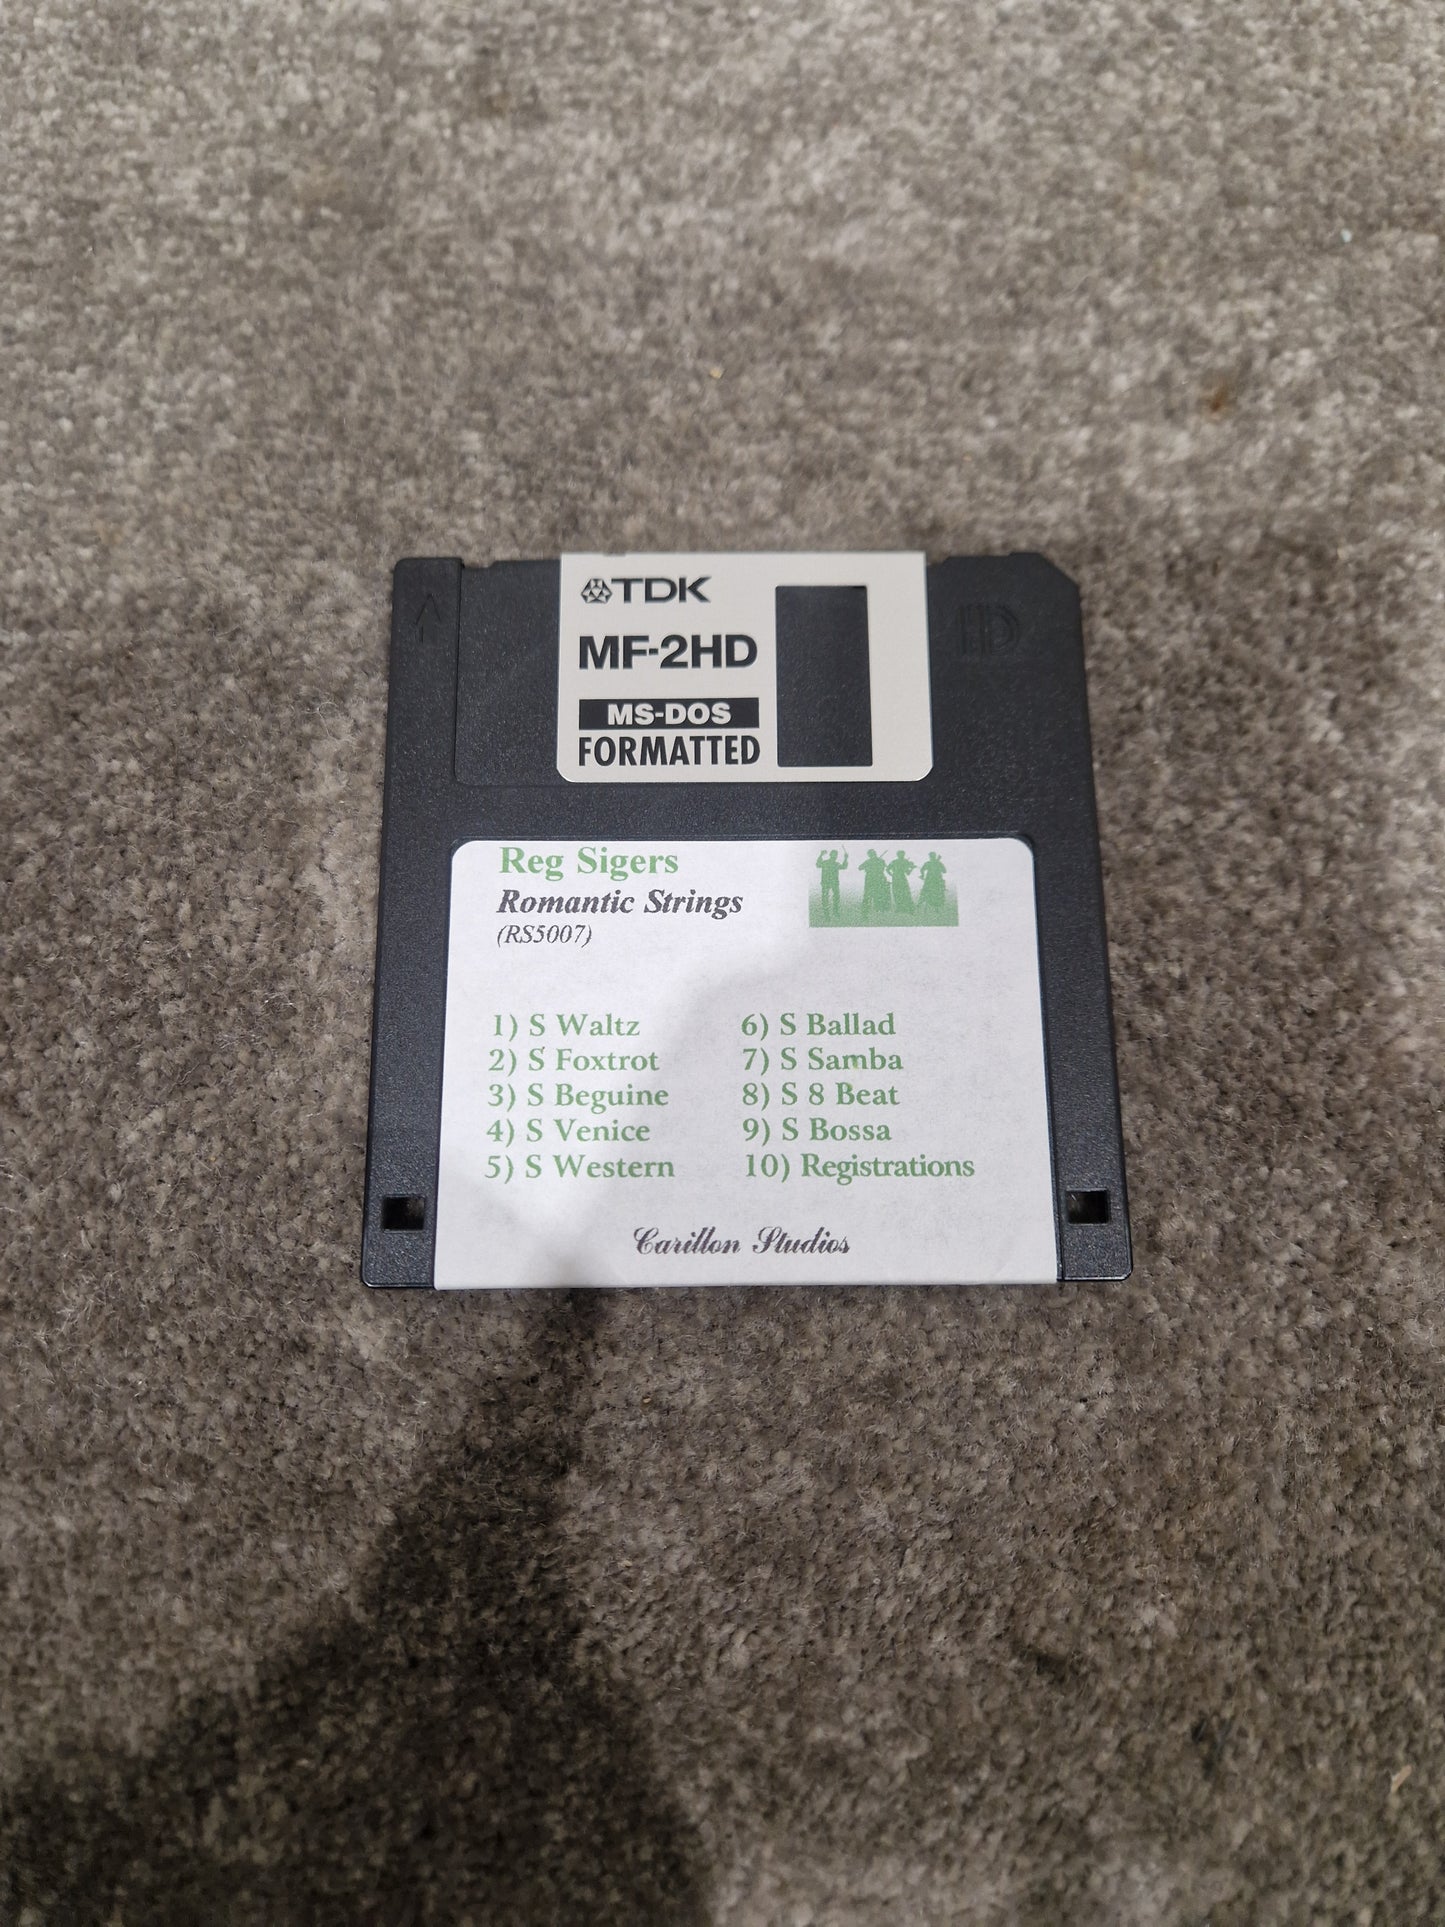 TDK
MF-2HD
MS-DOS
FORMATTED
HD
Reg Sigers
Romantic Strings
(RS5007)
1) S Waltz
2) S Foxtrot
3) S Beguine
4) S Venice
5) S Western
6) S Ballad
7) S Samba
8) S 8 Beat
9) S Bossa
10) Registrations
Carillon Studios